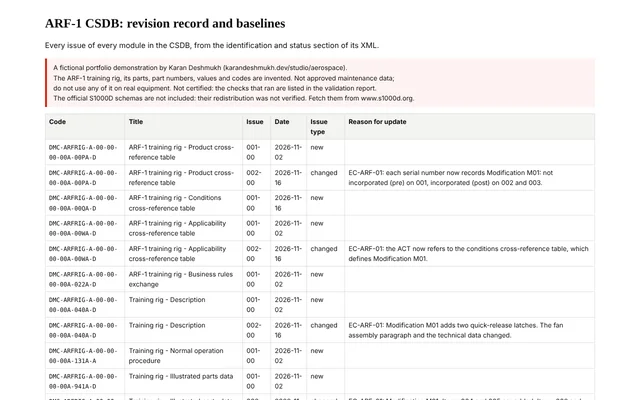 ARF-1 CSDB: revision record and baselines
Every issue of every module in the CSDB, from the identification and status section of its XML.
A fictional portfolio demonstration by Karan Deshmukh (karandeshmukh.dev/studio/aerospace).
The ARF-1 training rig, its parts, part numbers, values and codes are invented. Not approved maintenance data;
do not use any of it on real equipment. Not certified: the checks that ran are listed in the validation report.
The official S1000D schemas are not included: their redistribution was not verified. Fetch them from www.s1000d.org.
Code Title Issue Date Issue type Reason for update
DMC-ARFRIG-A-00-00-00-00A-00PA-D ARF-1 training rig - Product cross-reference table 001-00 2026-11-02 new
DMC-ARFRIG-A-00-00-00-00A-00PA-D ARF-1 training rig - Product cross-reference table 002-00 2026-11-16 changed EC-ARF-01: each serial number now records Modification M01: not incorporated (pre) on 001, incorporated (post) on 002 and 003.
DMC-ARFRIG-A-00-00-00-00A-00QA-D ARF-1 training rig - Conditions cross-reference table 001-00 2026-11-02 new
DMC-ARFRIG-A-00-00-00-00A-00WA-D ARF-1 training rig - Applicability cross-reference table 001-00 2026-11-02 new
DMC-ARFRIG-A-00-00-00-00A-00WA-D ARF-1 training rig - Applicability cross-reference table 002-00 2026-11-16 changed EC-ARF-01: the ACT now refers to the conditions cross-reference table, which defines Modification M01.
DMC-ARFRIG-A-00-00-00-00A-022A-D ARF-1 training rig - Business rules exchange 001-00 2026-11-02 new
DMC-ARFRIG-A-00-00-00-00A-040A-D Training rig - Description 001-00 2026-11-02 new
DMC-ARFRIG-A-00-00-00-00A-040A-D Training rig - Description 002-00 2026-11-16 changed EC-ARF-01: Modification M01 adds two quick-release latches. The fan assembly paragraph and the technical data changed.
DMC-ARFRIG-A-00-00-00-00A-131A-A Training rig - Normal operation procedure 001-00 2026-11-02 new
DMC-ARFRIG-A-00-00-00-00A-941A-D Training rig - Illustrated parts data 001-00 2026-11-02 new